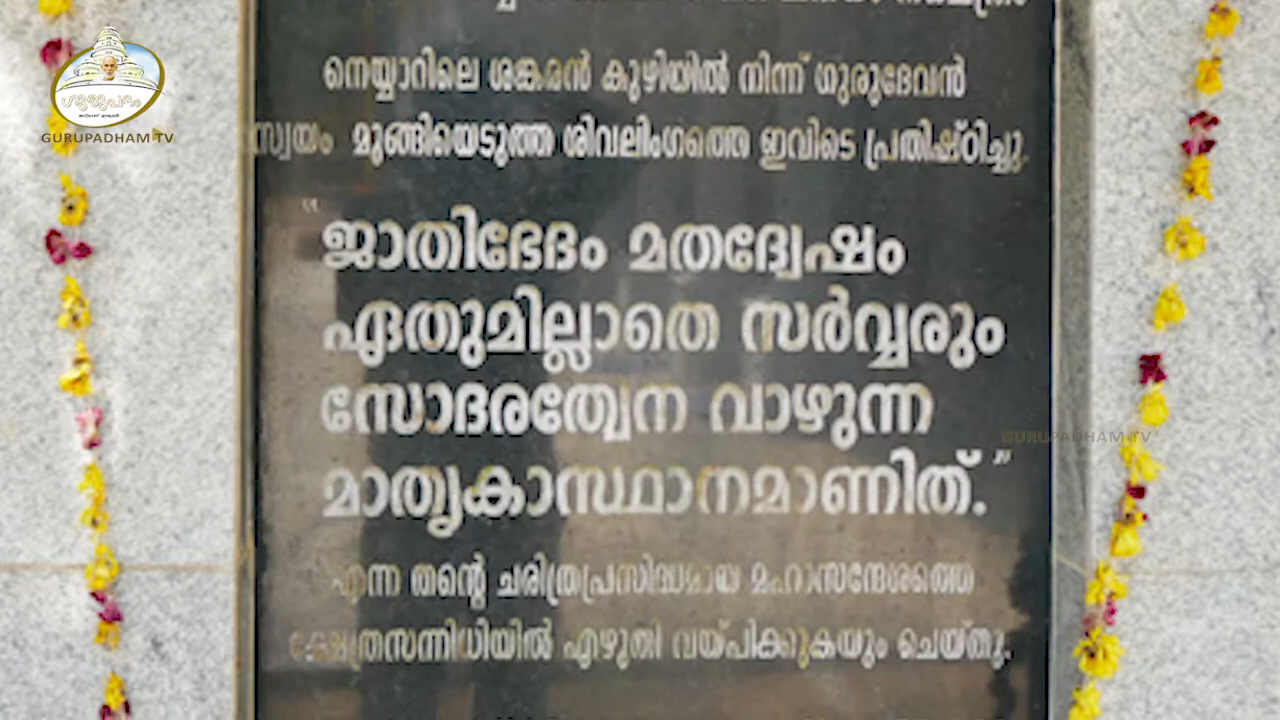 നെയ്യാറിലെ ശങ്കരൻ കുഴിയിൽ നിന്ന് ഗുരുദേവൻ
സ്വയം മുങ്ങിയെടുത്ത ശിവലിംഗത്തെ ഇവിടെ പ്രതിഷ്ഠിച്ചു.
"ജാതിഭേദം മതദ്വേഷം
ഏതുമില്ലാതെ സർവ്വരും
സോദരത്വേന വാഴുന്ന
മാതൃകാസ്ഥാനമാണിത്."
എന്ന തന്റെ ചരിത്രപ്രസിദ്ധമായ മഹാസന്ദേശത്തെ
ക്ഷേത്രസന്നിധിയിൽ എഴുതി വയ്പിക്കുകയും ചെയ്തു.
ഗുരുപദം
GURUPADHAM TV
GURUPADHAM TV